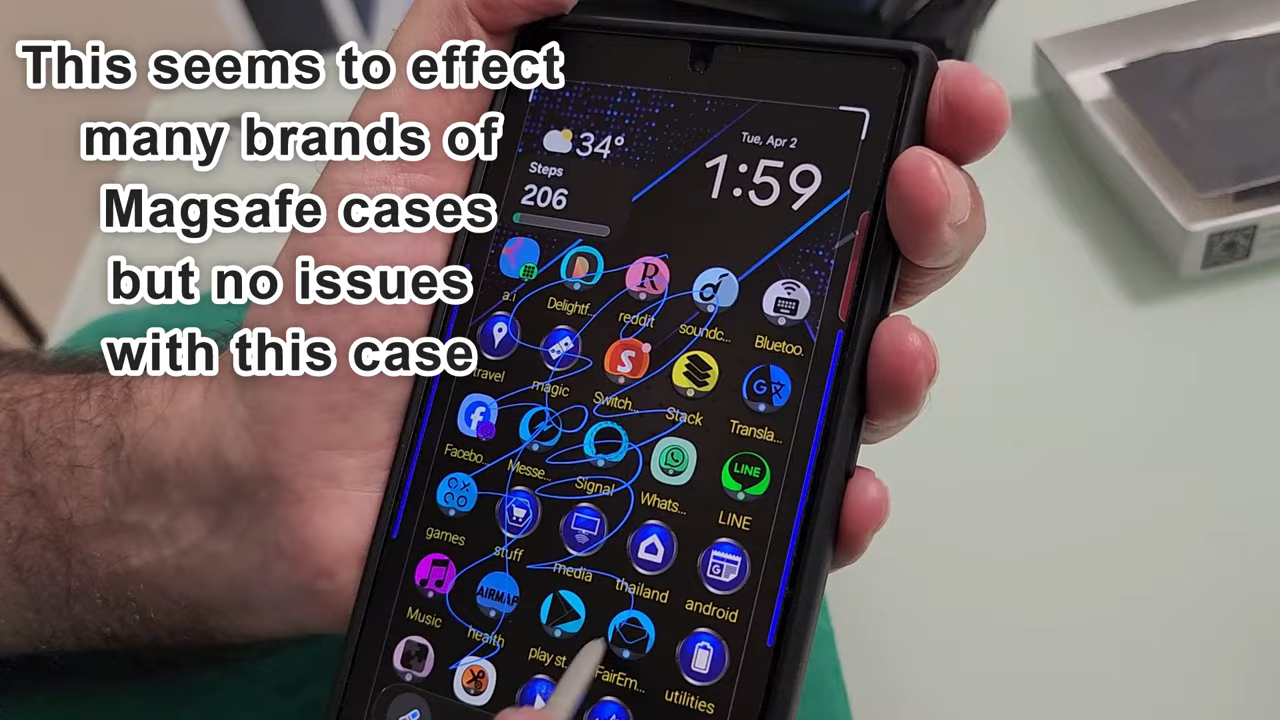 This seems to effect
many brands of
Magsafe cases
but no issues
with this case
Tue, Apr 2
34°
1:59
Steps
206
a.i
Delightf...
reddit
soundc...
Bluetoo.
travel
magic
Switch...
Stack
Transla...
Facebo...
Messe...
Signal
Whats...
LINE
LINE
games
stuff
media
thailand
android
AIRMAP
Music
health
play st...
FairEm...
utilities